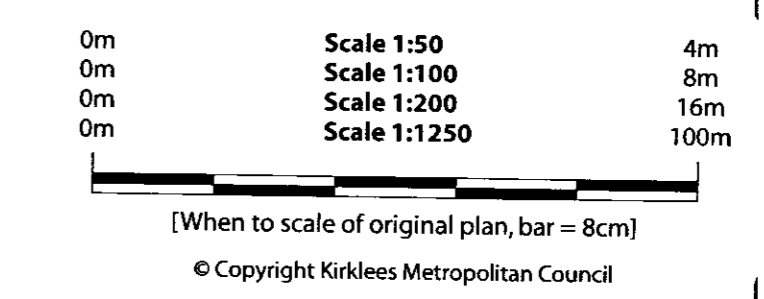 0m Scale 1:50 4m
0m Scale 1:100 8m
0m Scale 1:200 16m
0m Scale 1:1250 100m
[When to scale of original plan, bar = 8cm]
© Copyright Kirklees Metropolitan Council